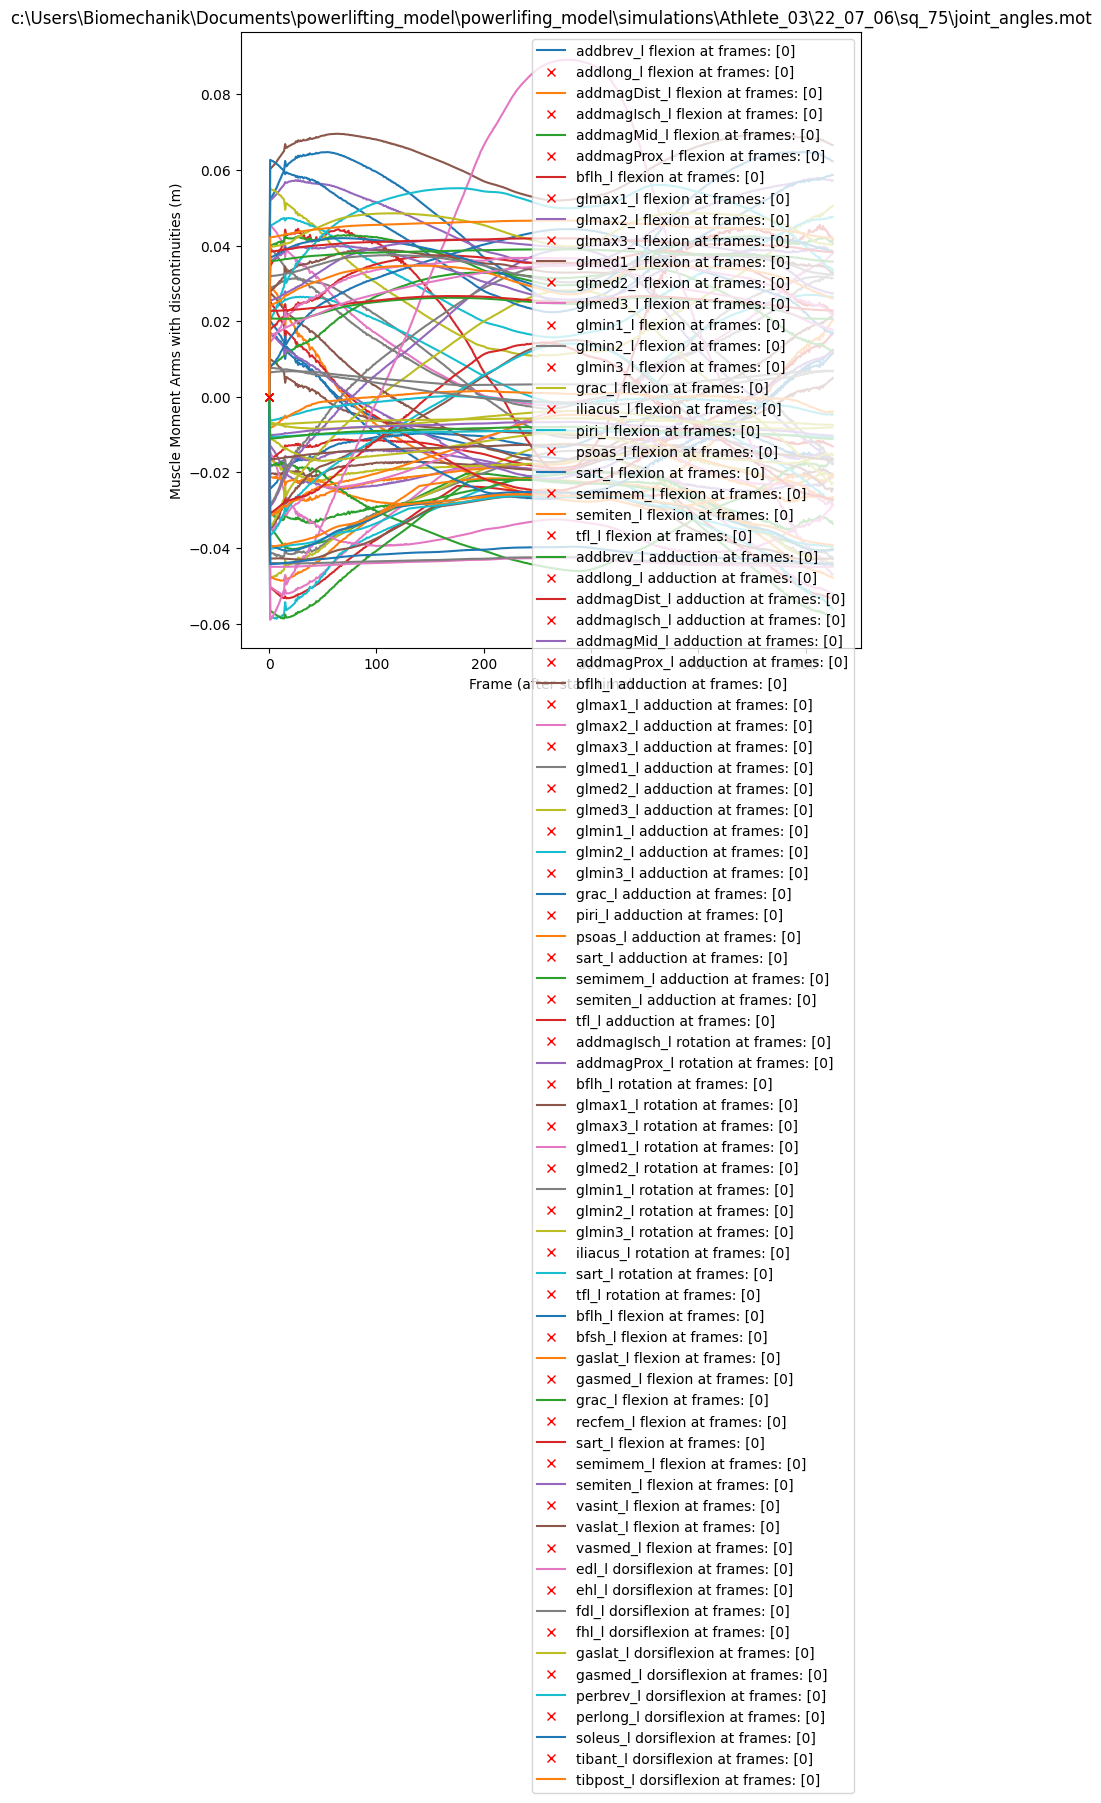 c:\Users\Biomechanik\Documents\powerlifting_model\powerlifing_model\simulations\Athlete_03\22_07_06\sq_75\joint_angles.mot
Muscle Moment Arms with discontinuities (m)
0.08
0.06
0.04
0.02
0.00
−0.02
−0.04
−0.06
0
100
200
Frame (after
addbrev_l flexion at frames: [0]
addlong_l flexion at frames: [0]
addmagDist_l flexion at frames: [0]
addmagIsch_l flexion at frames: [0]
addmagMid_l flexion at frames: [0]
addmagProx_l flexion at frames: [0]
bflh_l flexion at frames: [0]
glmax1_l flexion at frames: [0]
glmax2_l flexion at frames: [0]
glmax3_l flexion at frames: [0]
glmed1_l flexion at frames: [0]
glmed2_l flexion at frames: [0]
glmed3_l flexion at frames: [0]
glmin1_l flexion at frames: [0]
glmin2_l flexion at frames: [0]
glmin3_l flexion at frames: [0]
grac_l flexion at frames: [0]
iliacus_l flexion at frames: [0]
piri_l flexion at frames: [0]
psoas_l flexion at frames: [0]
sart_l flexion at frames: [0]
semimem_l flexion at frames: [0]
semiten_l flexion at frames: [0]
tfl_l flexion at frames: [0]
addbrev_l adduction at frames: [0]
addlong_l adduction at frames: [0]
addmagDist_l adduction at frames: [0]
addmagIsch_l adduction at frames: [0]
addmagMid_l adduction at frames: [0]
addmagProx_l adduction at frames: [0]
bflh_l adduction at frames: [0]
glmax1_l adduction at frames: [0]
glmax2_l adduction at frames: [0]
glmax3_l adduction at frames: [0]
glmed1_l adduction at frames: [0]
glmed2_l adduction at frames: [0]
glmed3_l adduction at frames: [0]
glmin1_l adduction at frames: [0]
glmin2_l adduction at frames: [0]
glmin3_l adduction at frames: [0]
grac_l adduction at frames: [0]
piri_l adduction at frames: [0]
psoas_l adduction at frames: [0]
sart_l adduction at frames: [0]
semimem_l adduction at frames: [0]
semiten_l adduction at frames: [0]
tfl_l adduction at frames: [0]
addmagIsch_l rotation at frames: [0]
addmagProx_l rotation at frames: [0]
bflh_l rotation at frames: [0]
glmax1_l rotation at frames: [0]
glmax3_l rotation at frames: [0]
glmed1_l rotation at frames: [0]
glmed2_l rotation at frames: [0]
glmin1_l rotation at frames: [0]
glmin2_l rotation at frames: [0]
glmin3_l rotation at frames: [0]
iliacus_l rotation at frames: [0]
sart_l rotation at frames: [0]
tfl_l rotation at frames: [0]
bflh_l flexion at frames: [0]
bfsh_l flexion at frames: [0]
gaslat_l flexion at frames: [0]
gasmed_l flexion at frames: [0]
grac_l flexion at frames: [0]
recfem_l flexion at frames: [0]
sart_l flexion at frames: [0]
semimem_l flexion at frames: [0]
semiten_l flexion at frames: [0]
vasint_l flexion at frames: [0]
vaslat_l flexion at frames: [0]
vasmed_l flexion at frames: [0]
edl_l dorsiflexion at frames: [0]
ehl_l dorsiflexion at frames: [0]
fdl_l dorsiflexion at frames: [0]
fhl_l dorsiflexion at frames: [0]
gaslat_l dorsiflexion at frames: [0]
gasmed_l dorsiflexion at frames: [0]
perbrev_l dorsiflexion at frames: [0]
perlong_l dorsiflexion at frames: [0]
soleus_l dorsiflexion at frames: [0]
tibant_l dorsiflexion at frames: [0]
tibpost_l dorsiflexion at frames: [0]